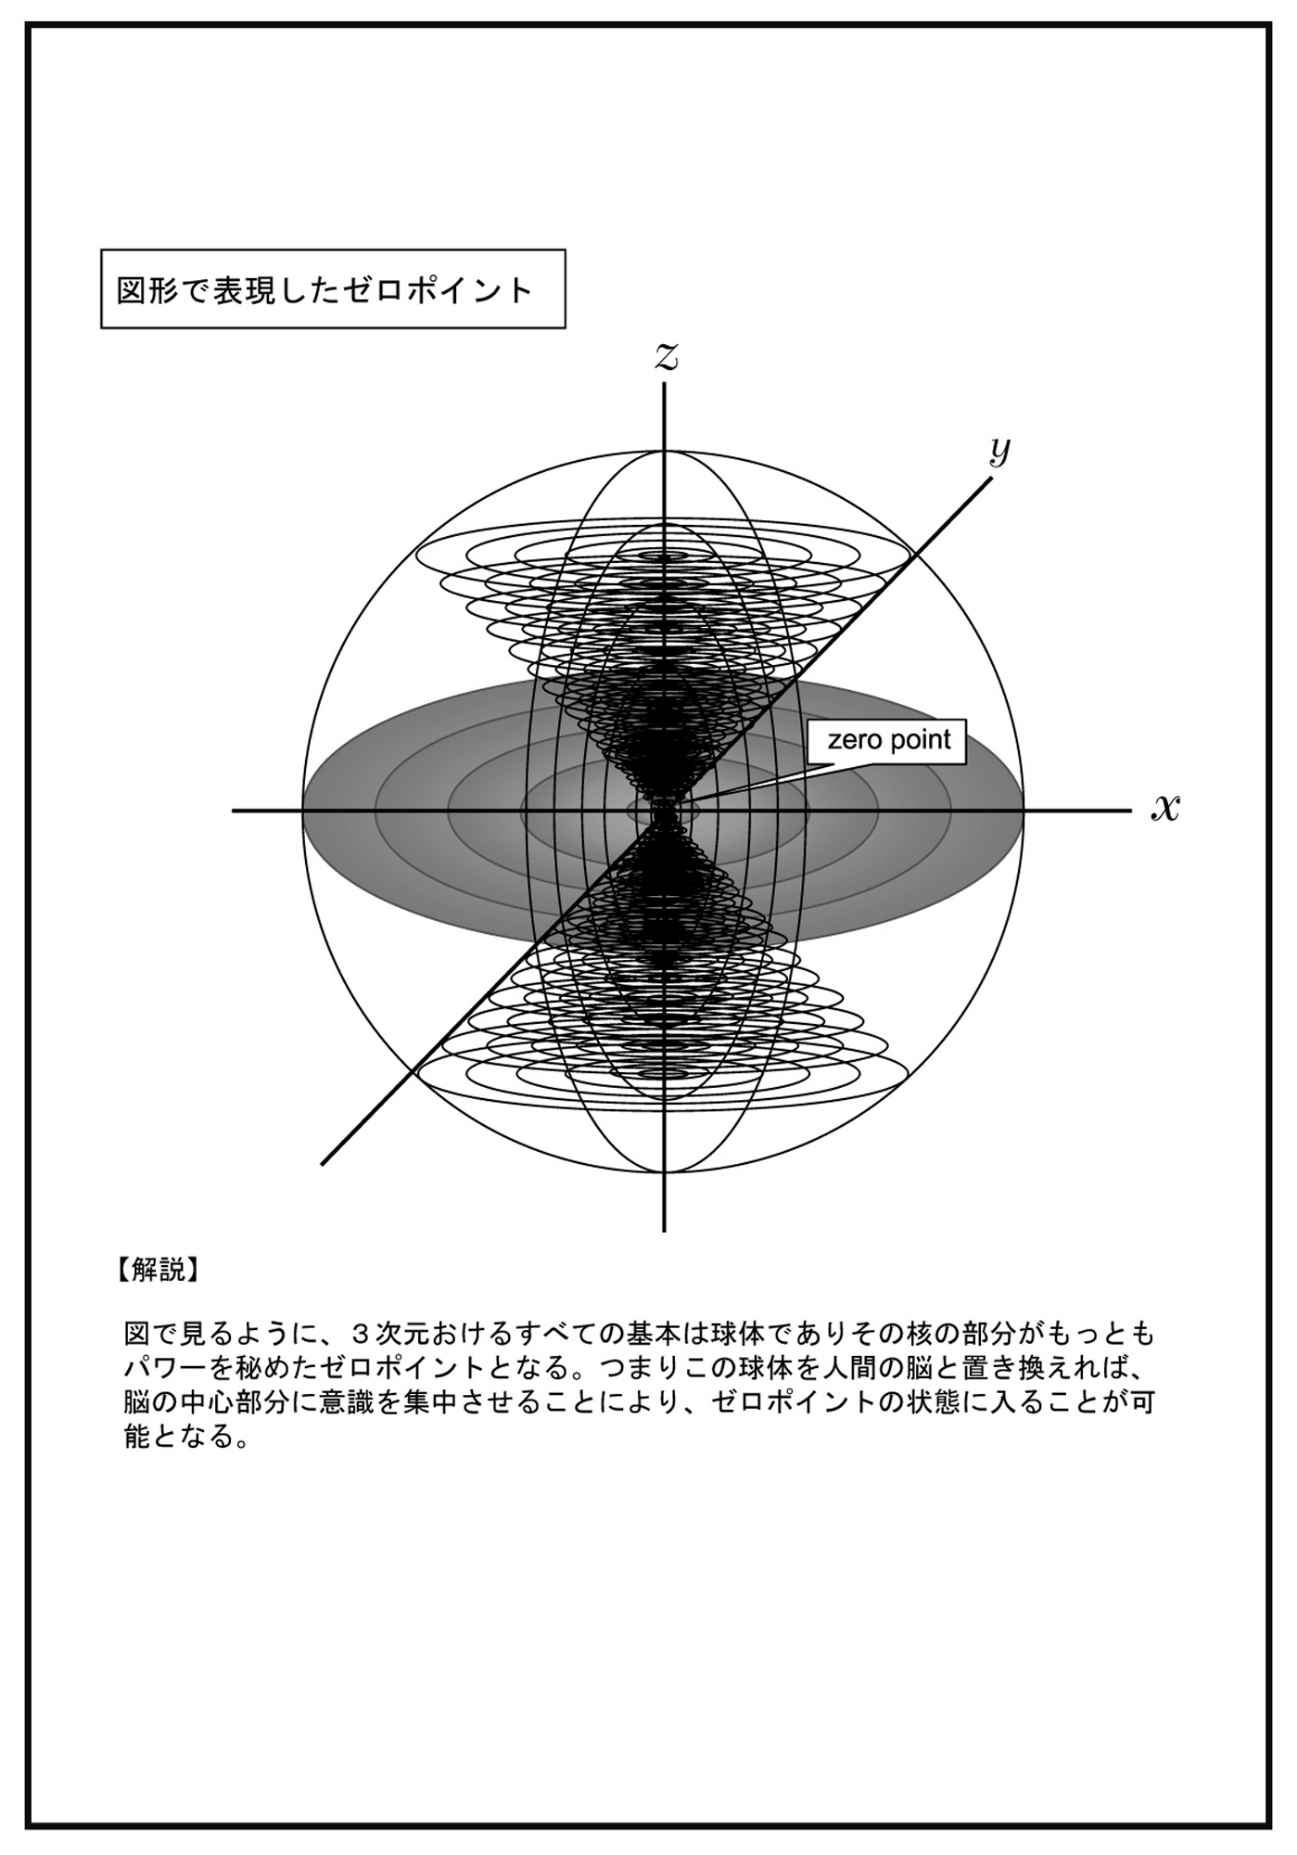 図形で表現したゼロポイント
z
y
zero point
x
【解説】
図で見るように、３次元おけるすべての基本は球体でありその核の部分がもっとも
パワーを秘めたゼロポイントとなる。つまりこの球体を人間の脳と置き換えれば、
脳の中心部分に意識を集中させることにより、ゼロポイントの状態に入ることが可
能となる。